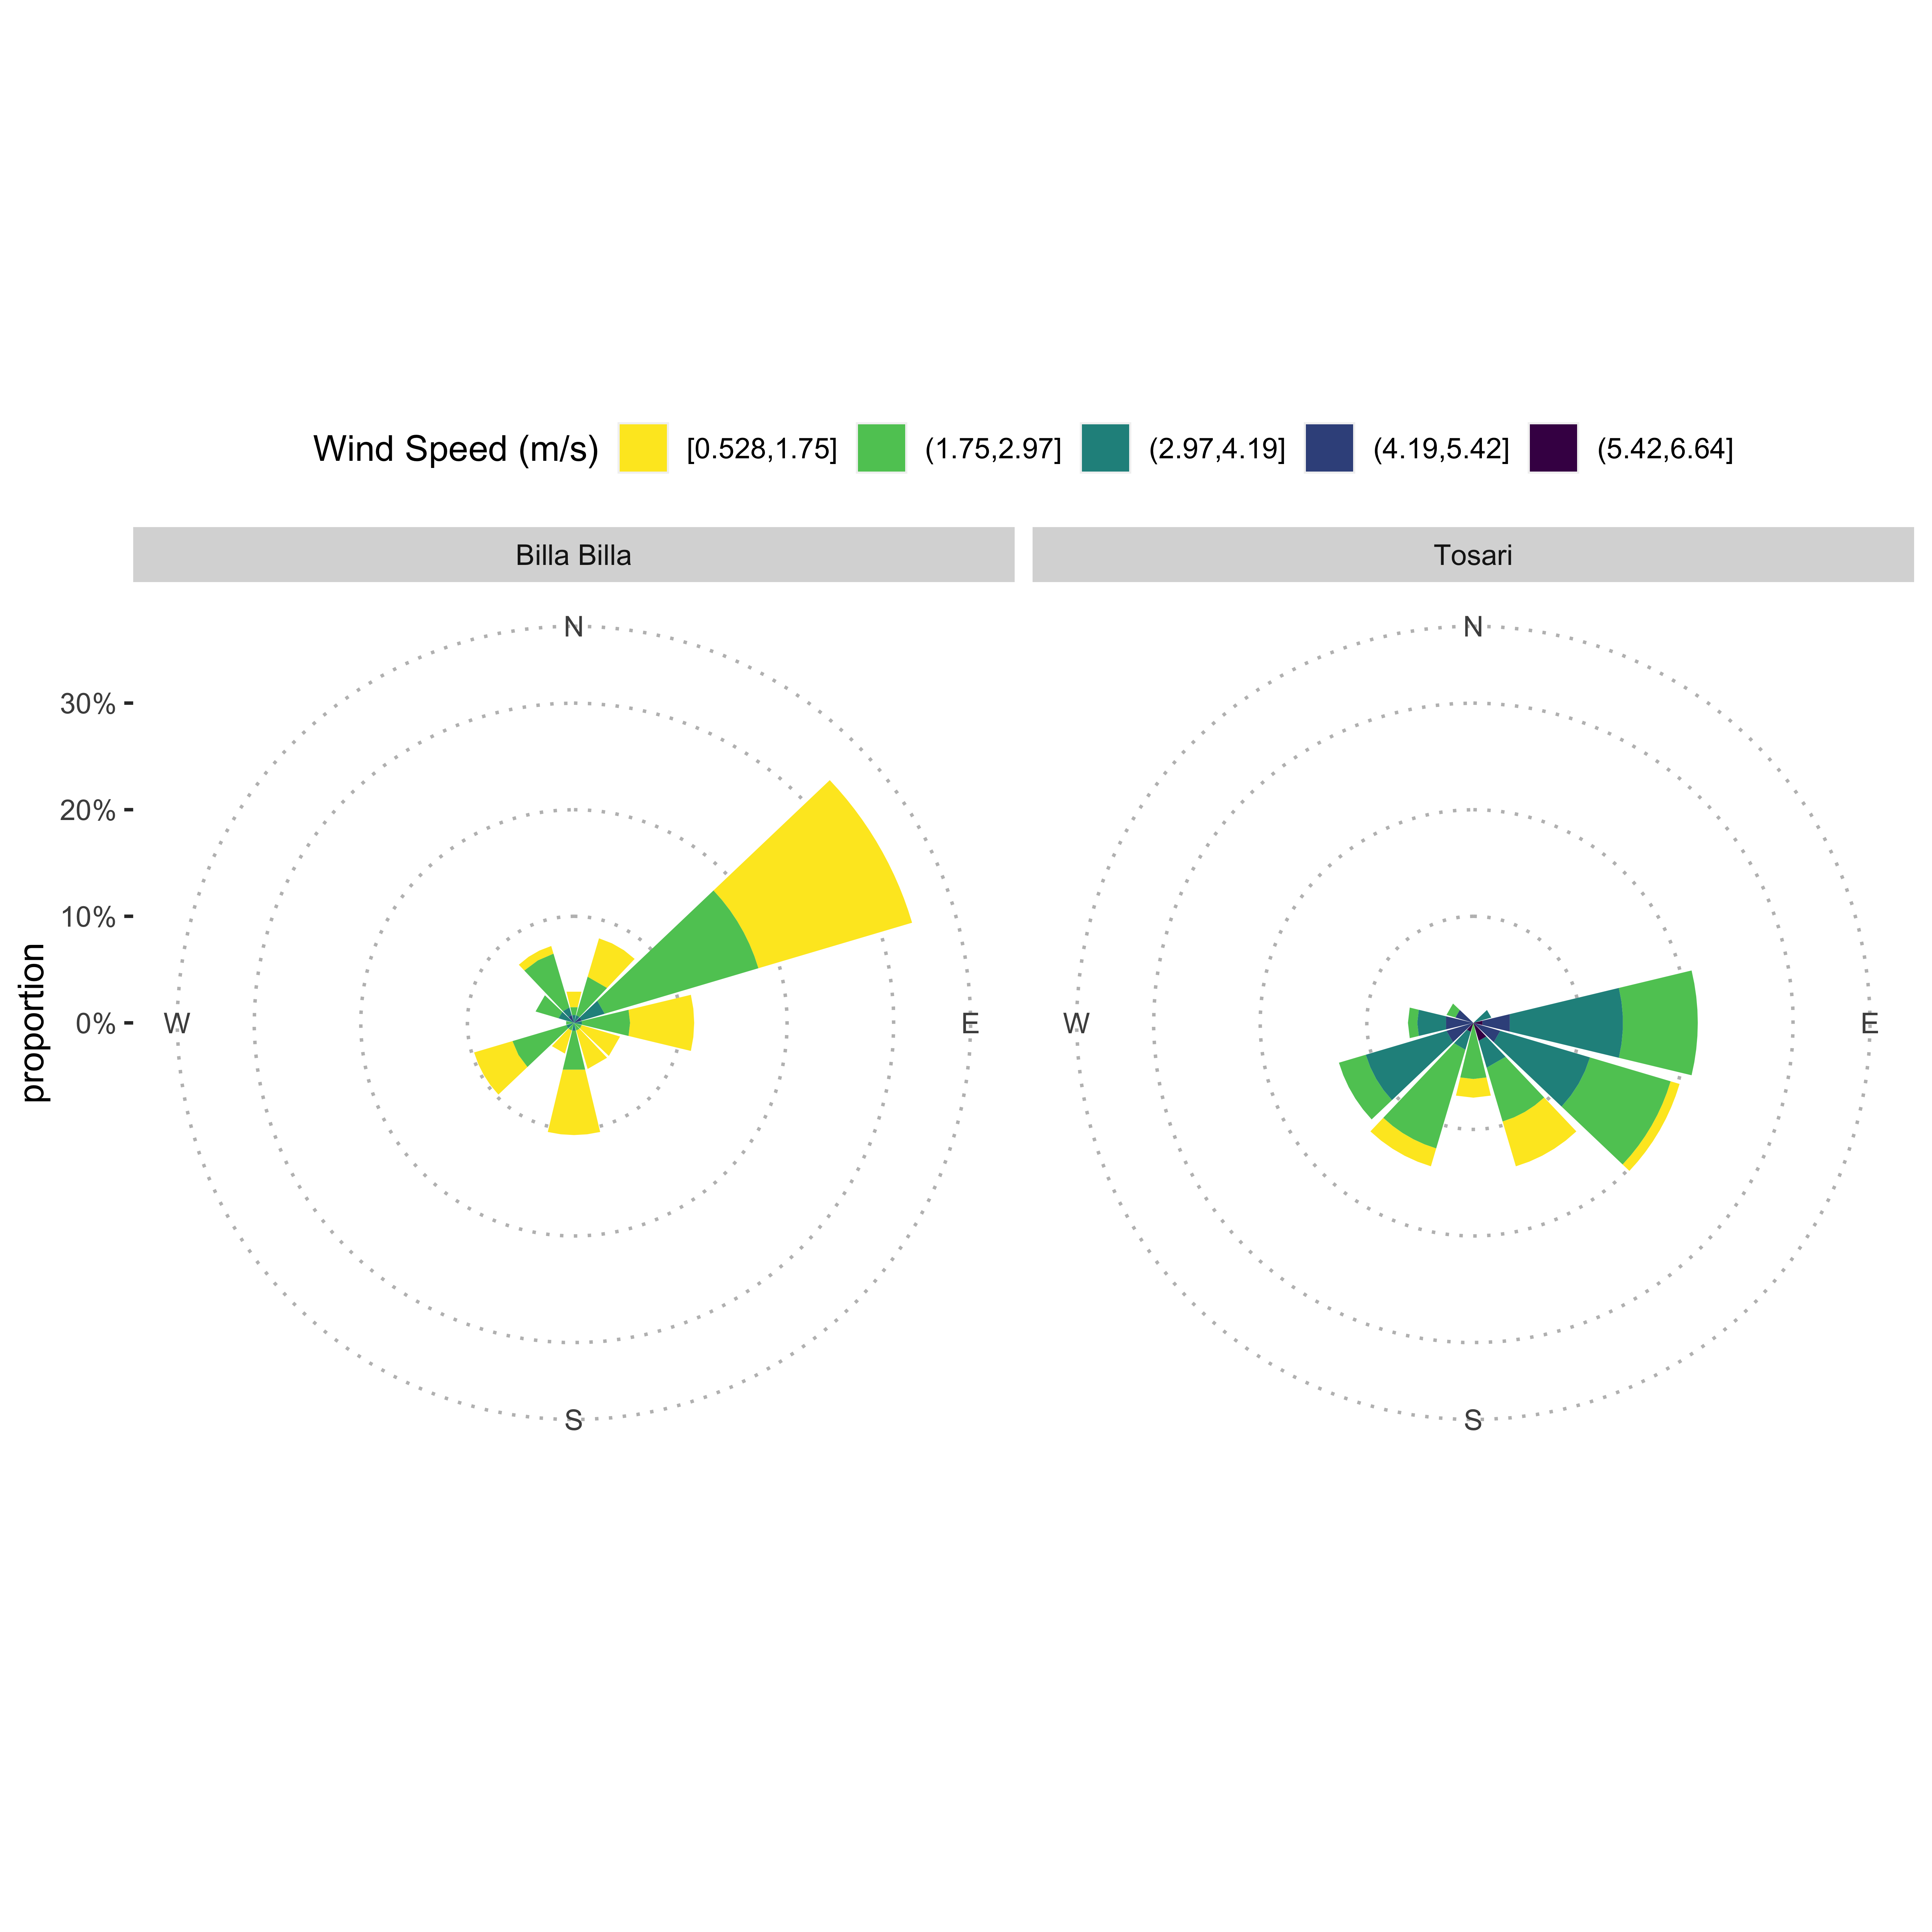 Wind Speed (m/s) [0.528,1.75] (1.75,2.97] (2.97,4.19] (4.19,5.42] (5.42,6.64]
Billa Billa Tosari
N N
30%
20%
10%
0% W E W E
S S
proportion